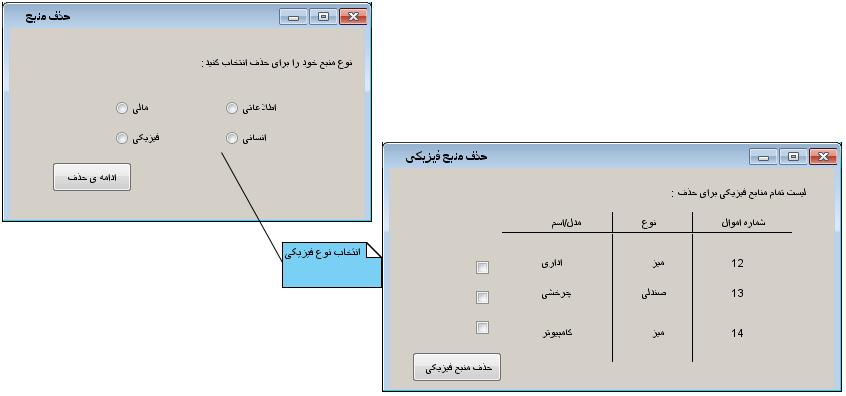 حذف منبع
نوع منبع خود را برای حذف انتخاب کنید :
اطلاعاتی
مالی
انسانی
فیزیکی
ادامه ی حذف
انتخاب نوع فیزیکی
حذف منبع فیزیکی
لیست تمام منابع فیزیکی برای حذف :
شماره اموال نوع مدل/اسم
12 میز اداری
13 صندلی چرخشی
14 میز کامپیوتر
حذف منبع فیزیکی